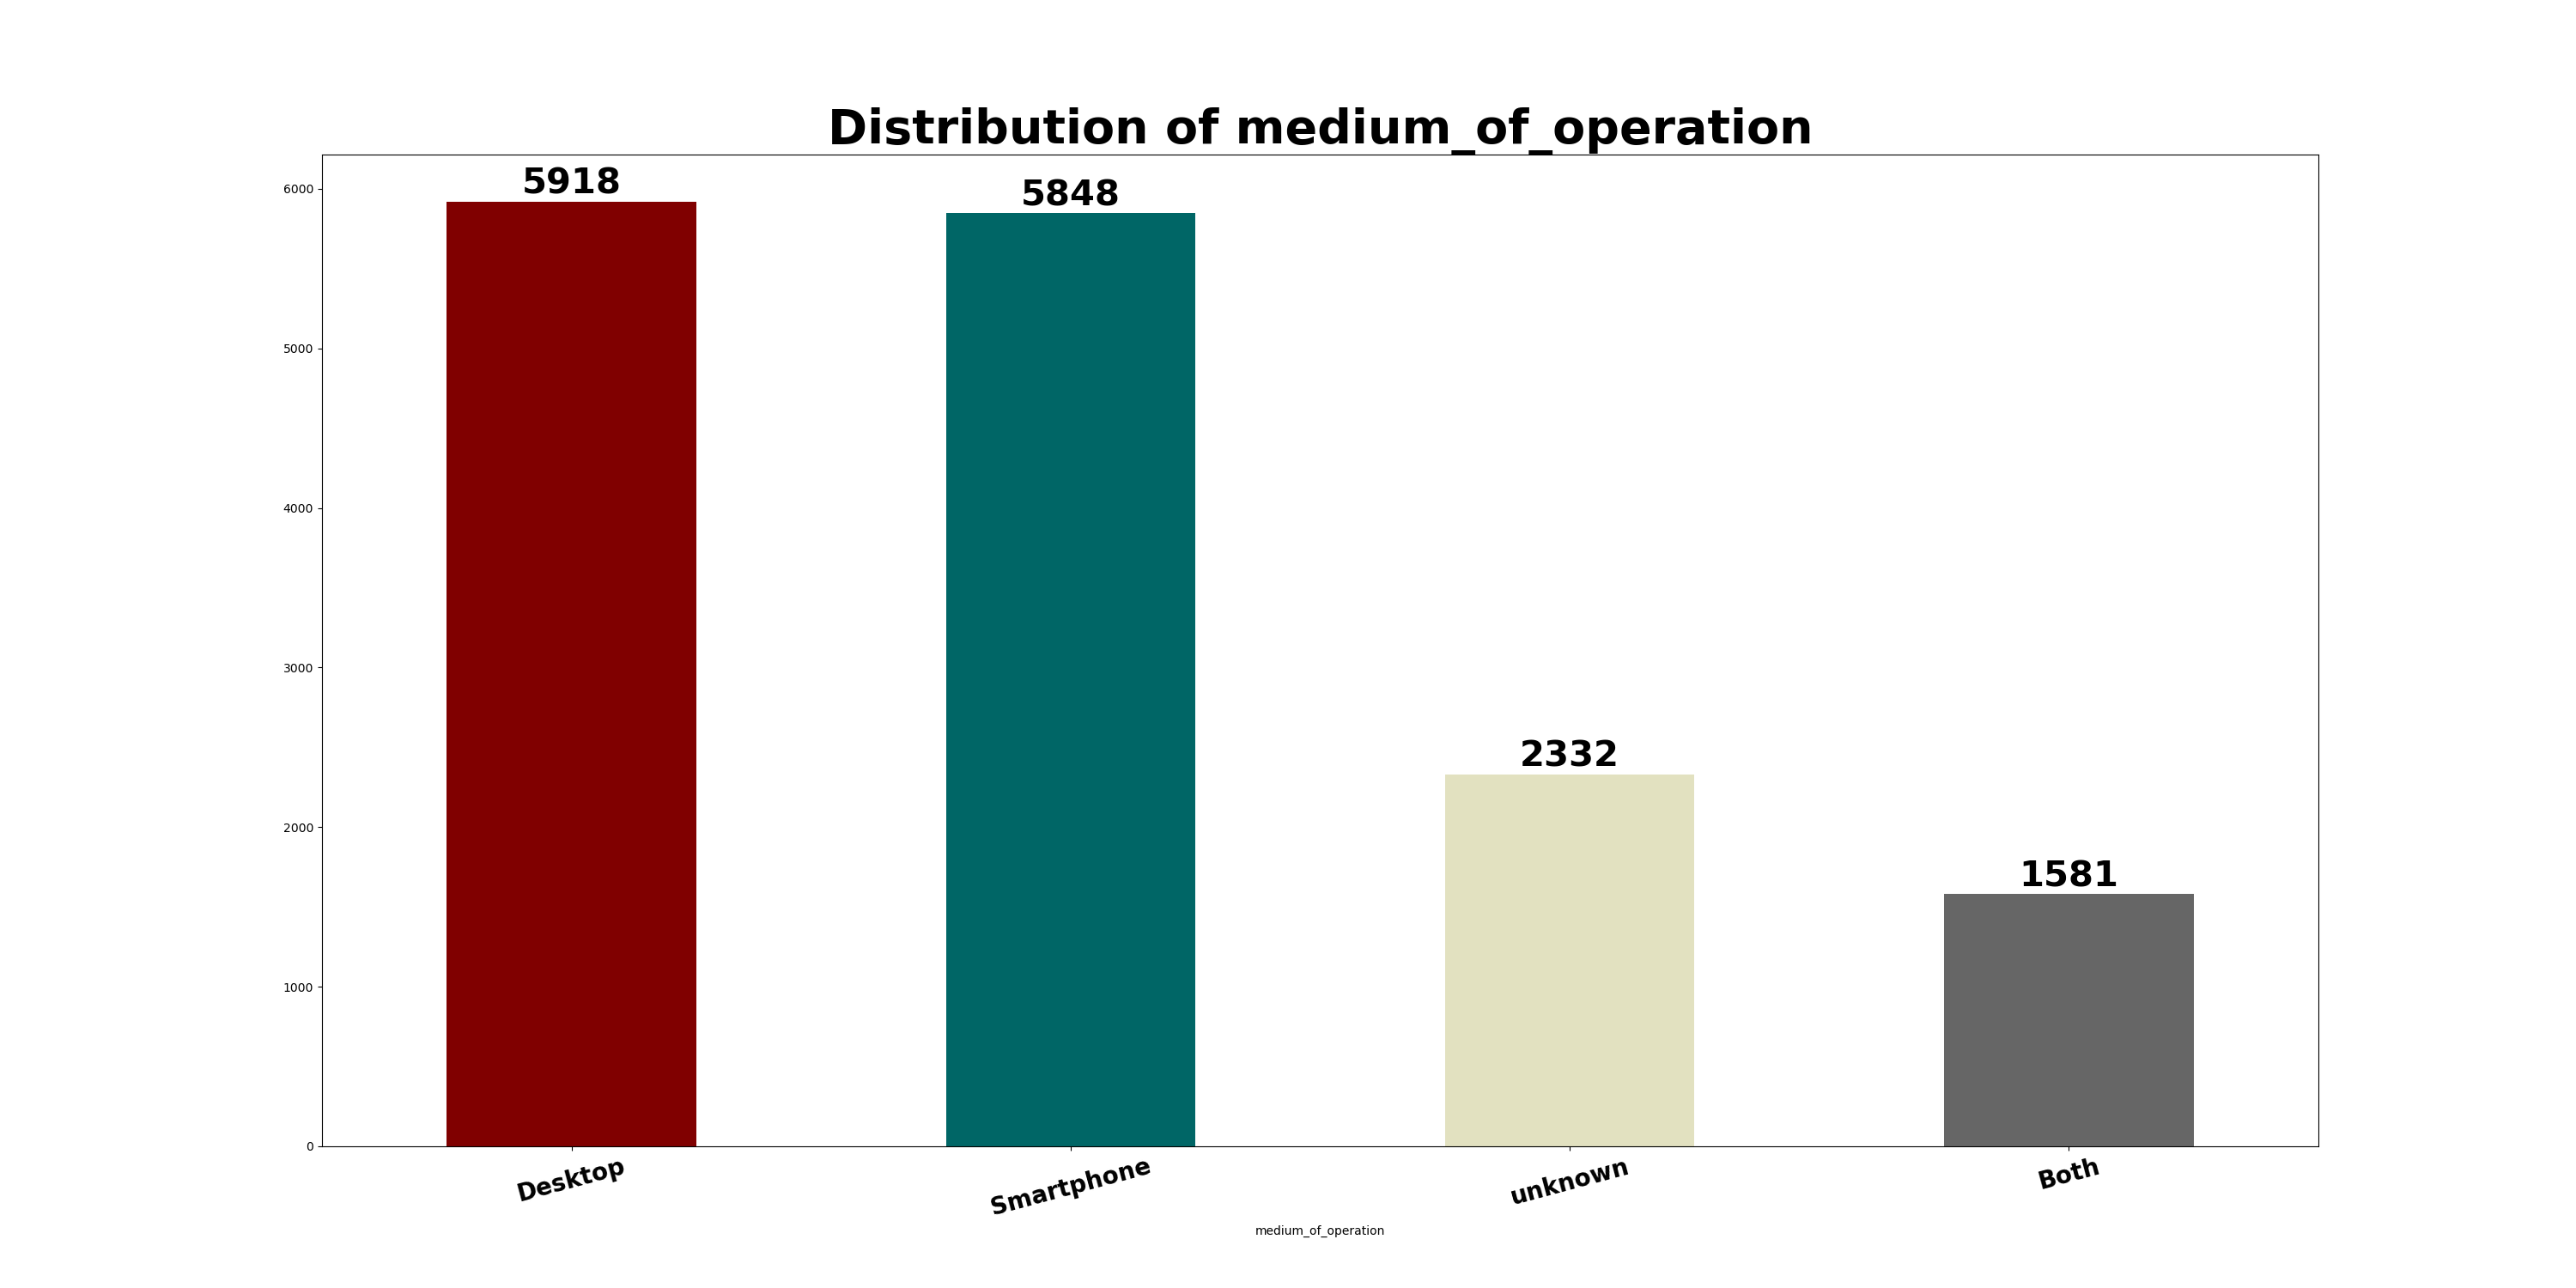 Distribution of medium_of_operation
6000
5000
4000
3000
2000
1000
0
5918
5848
2332
1581
Desktop
Smartphone
unknown
Both
medium_of_operation